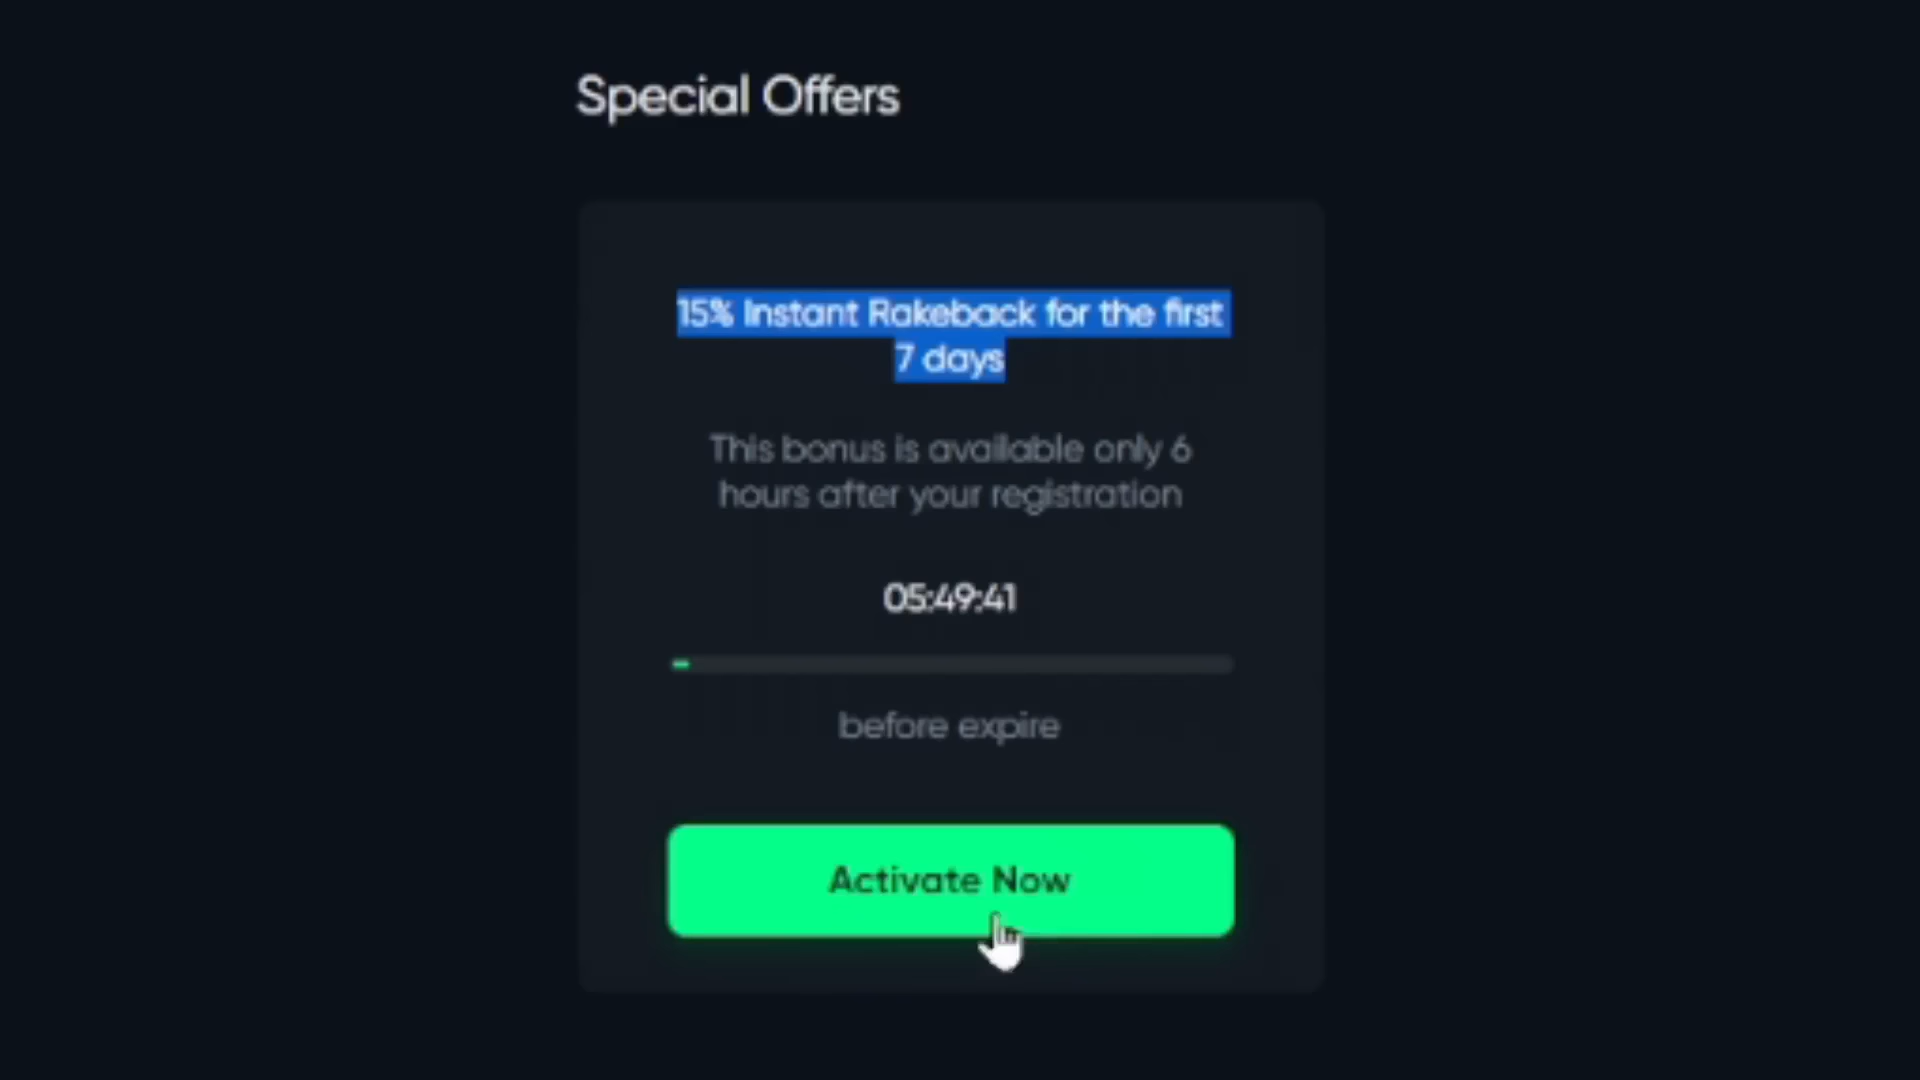 Special Offers
15% Instant Rakeback for the first
7 days
This bonus is available only 6
hours after your registration
05:49:41
before expire
Activate Now